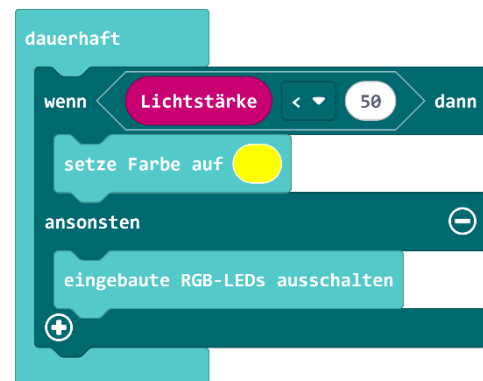 dauerhaft
wenn Lichtstärke < 50 dann
setze Farbe auf
ansonsten
eingebaute RGB-LEDs ausschalten